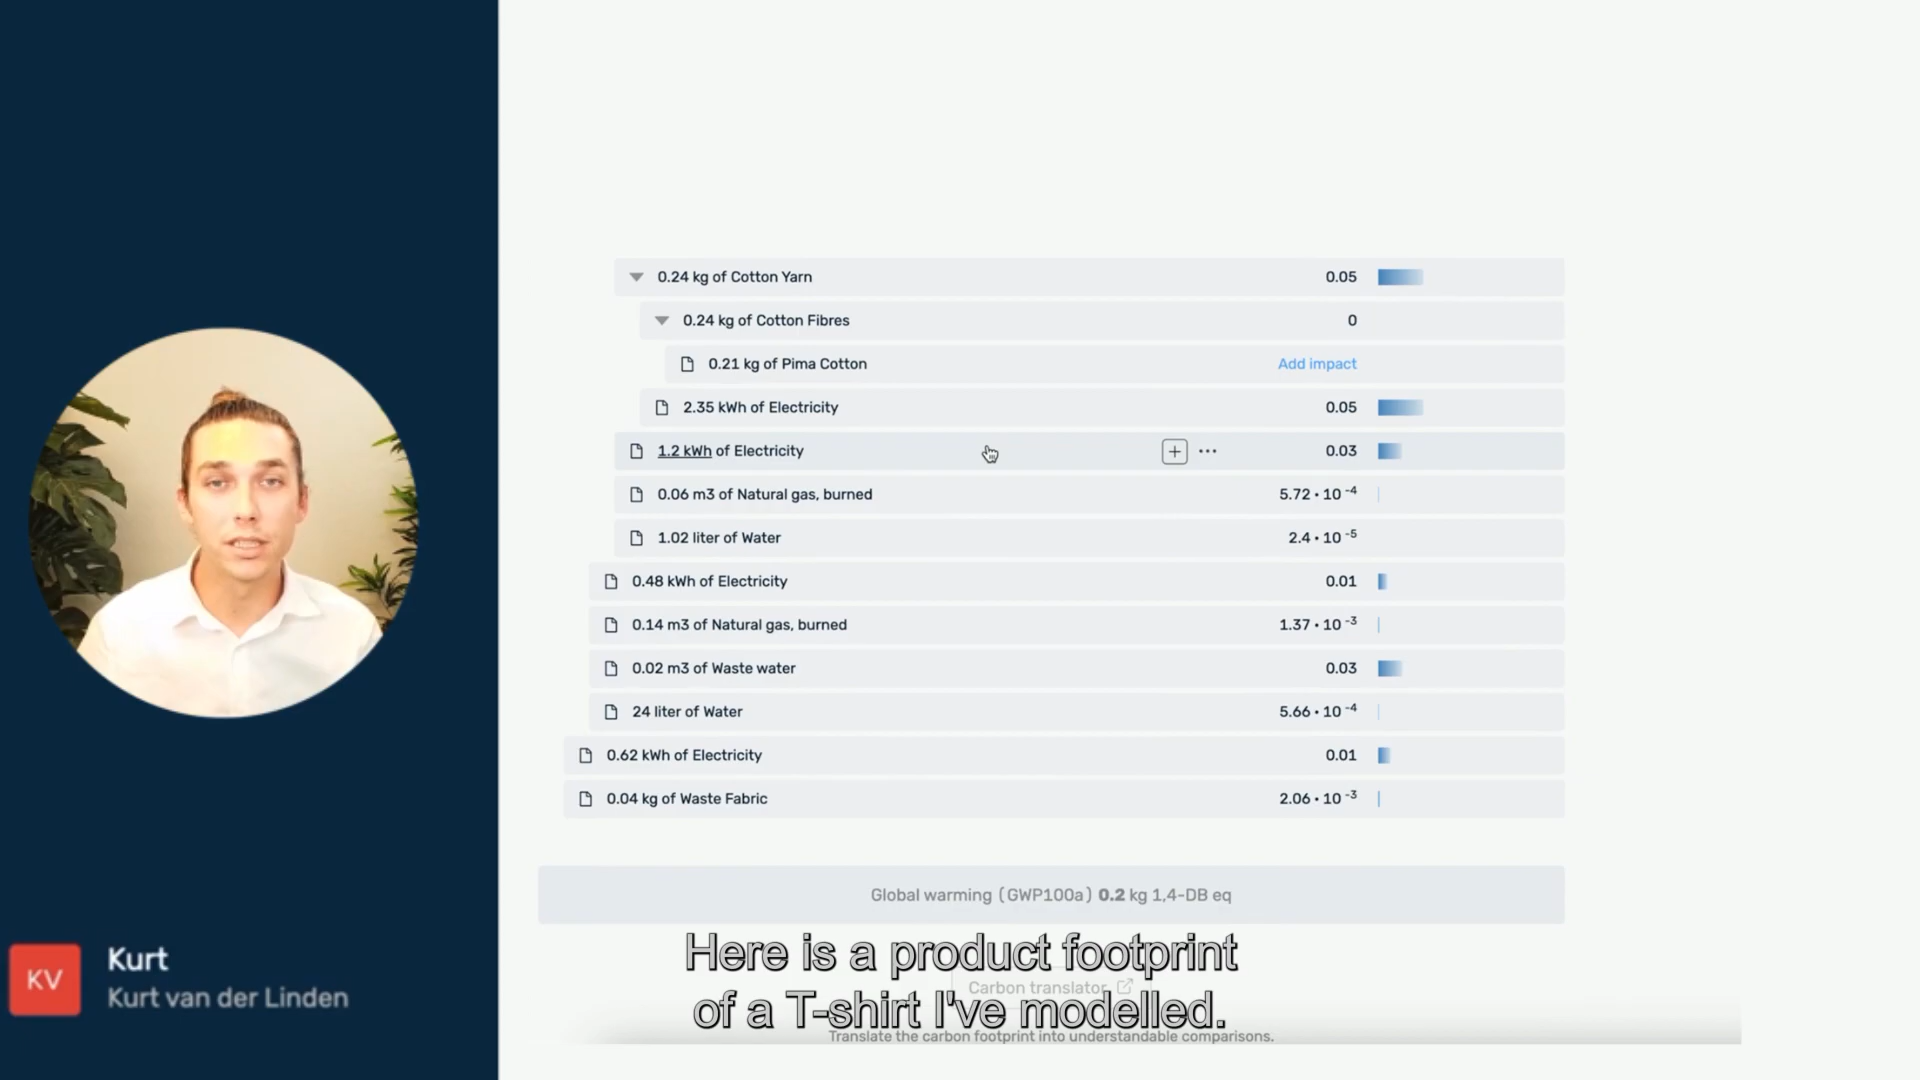 0.24 kg of Cotton Yarn 0.05
0.24 kg of Cotton Fibres 0
0.21 kg of Pima Cotton Add impact
2.35 kWh of Electricity 0.05
1.2 kWh of Electricity + ··· 0.03
0.06 m3 of Natural gas, burned 5.72 • 10 -4
1.02 liter of Water 2.4 • 10 -5
0.48 kWh of Electricity 0.01
0.14 m3 of Natural gas, burned 1.37 • 10 -3
0.02 m3 of Waste water 0.03
24 liter of Water 5.66 • 10 -4
0.62 kWh of Electricity 0.01
0.04 kg of Waste Fabric 2.06 • 10 -3
Global warming (GWP100a) 0.2 kg 1,4-DB eq
Here is a product footprint
Carbon translator
of a T-shirt I've modelled.
Translate the carbon footprint into understandable comparisons.
KV
Kurt
Kurt van der Linden